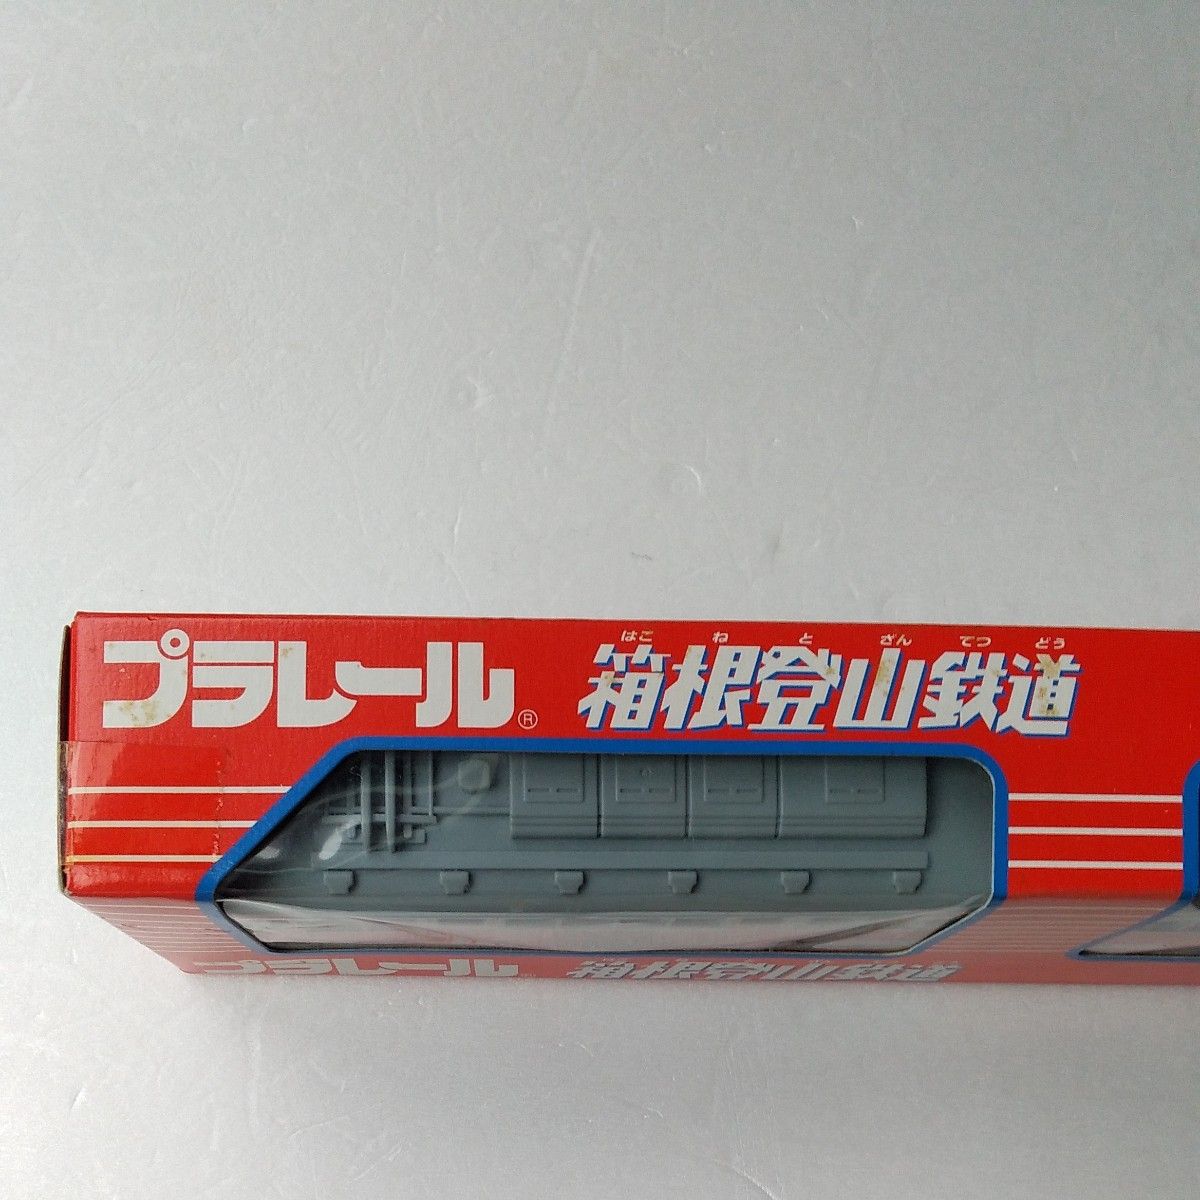 プラレール®
はこ ね と ざん てつ どう
箱根登山鉄道
プラレール 箱根登山鉄道